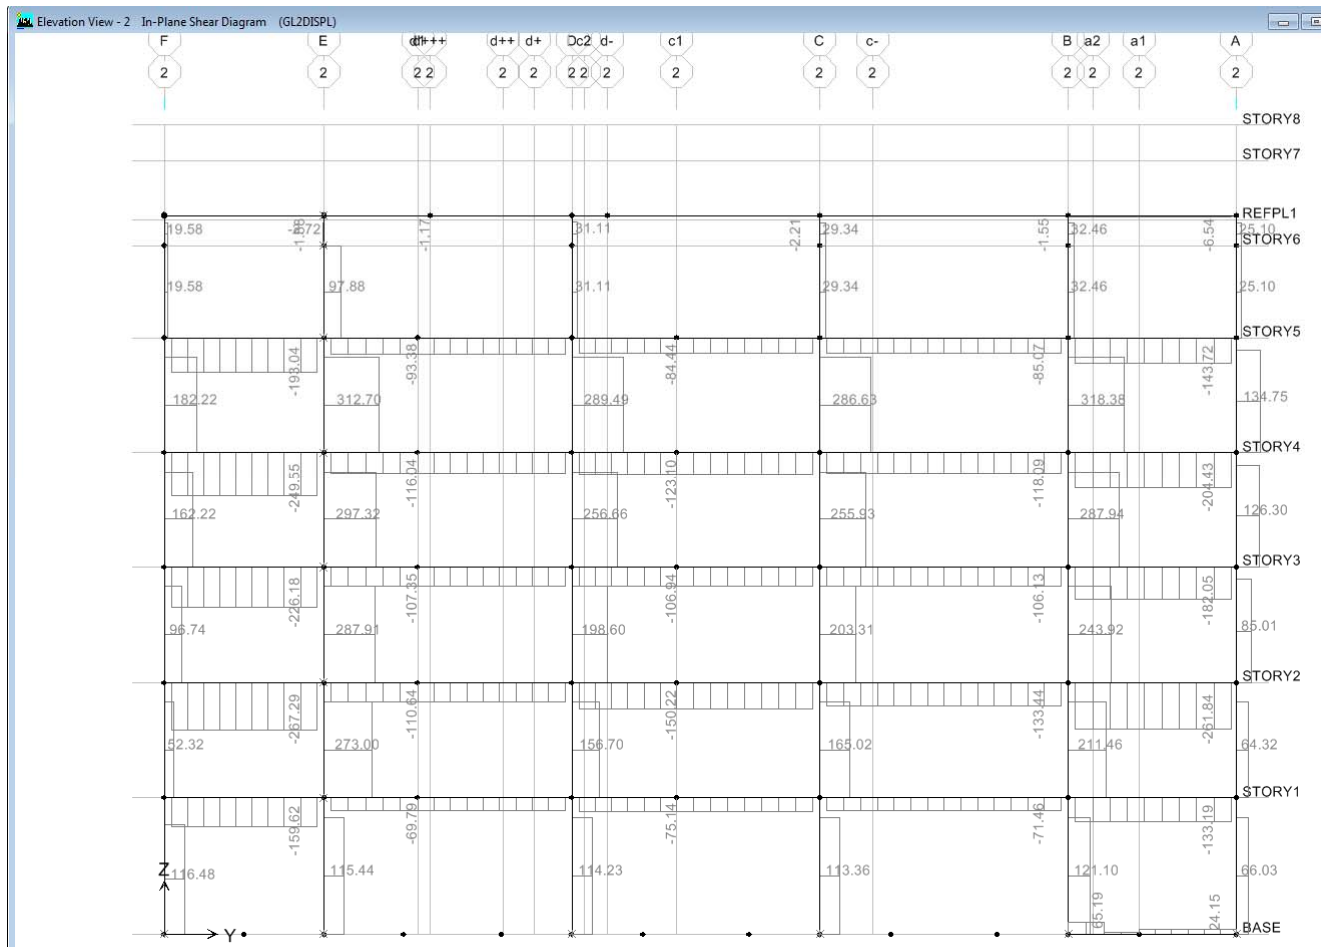 Elevation View - 2 In-Plane Shear Diagram (GL2DISPL)
F E d+++ d++ d+ D c2 d- c1 C c- B a2 a1 A
2 2 2 2 2 2 2 2 2 2 2 2 2 2 2 2
STORY8
STORY7
REFPL1
19.58 -1.17 31.11 -2.21 29.34 -1.55 32.46 -6.54 25.10
STORY6
19.58 97.88 31.11 29.34 32.46 25.10
STORY5
-193.04 -93.38 -84.44 -85.07 -143.72
182.22 312.70 289.49 286.63 318.38 134.75
STORY4
-249.55 -116.04 -123.10 -118.09 -204.43
162.22 297.32 256.66 255.93 287.94 126.30
STORY3
-226.18 -107.35 -106.94 -106.13 -182.05
96.74 287.91 198.60 203.31 243.92 85.01
STORY2
-267.29 -110.64 -150.22 -133.44 -261.84
52.32 273.00 156.70 165.02 211.46 64.32
STORY1
-159.62 -69.79 -75.14 -71.46 -133.19
Z 116.48 115.44 114.23 113.36 121.10 66.03
65.19 24.15
Y BASE